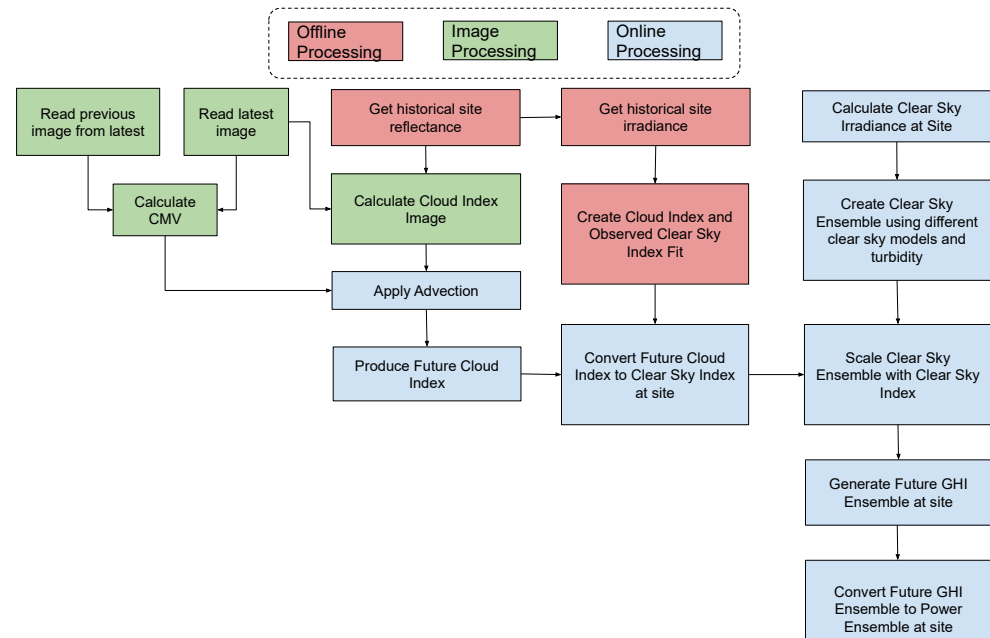 Offline
Processing
Image
Processing
Online
Processing
Read previous
image from latest
Read latest
image
Get historical site
reflectance
Get historical site
irradiance
Calculate Clear Sky
Irradiance at Site
Calculate
CMV
Calculate Cloud Index
Image
Create Cloud Index and
Observed Clear Sky
Index Fit
Create Clear Sky
Ensemble using different
clear sky models and
turbidity
Apply Advection
Produce Future Cloud
Index
Convert Future Cloud
Index to Clear Sky Index
at site
Scale Clear Sky
Ensemble with Clear Sky
Index
Generate Future GHI
Ensemble at site
Convert Future GHI
Ensemble to Power
Ensemble at site